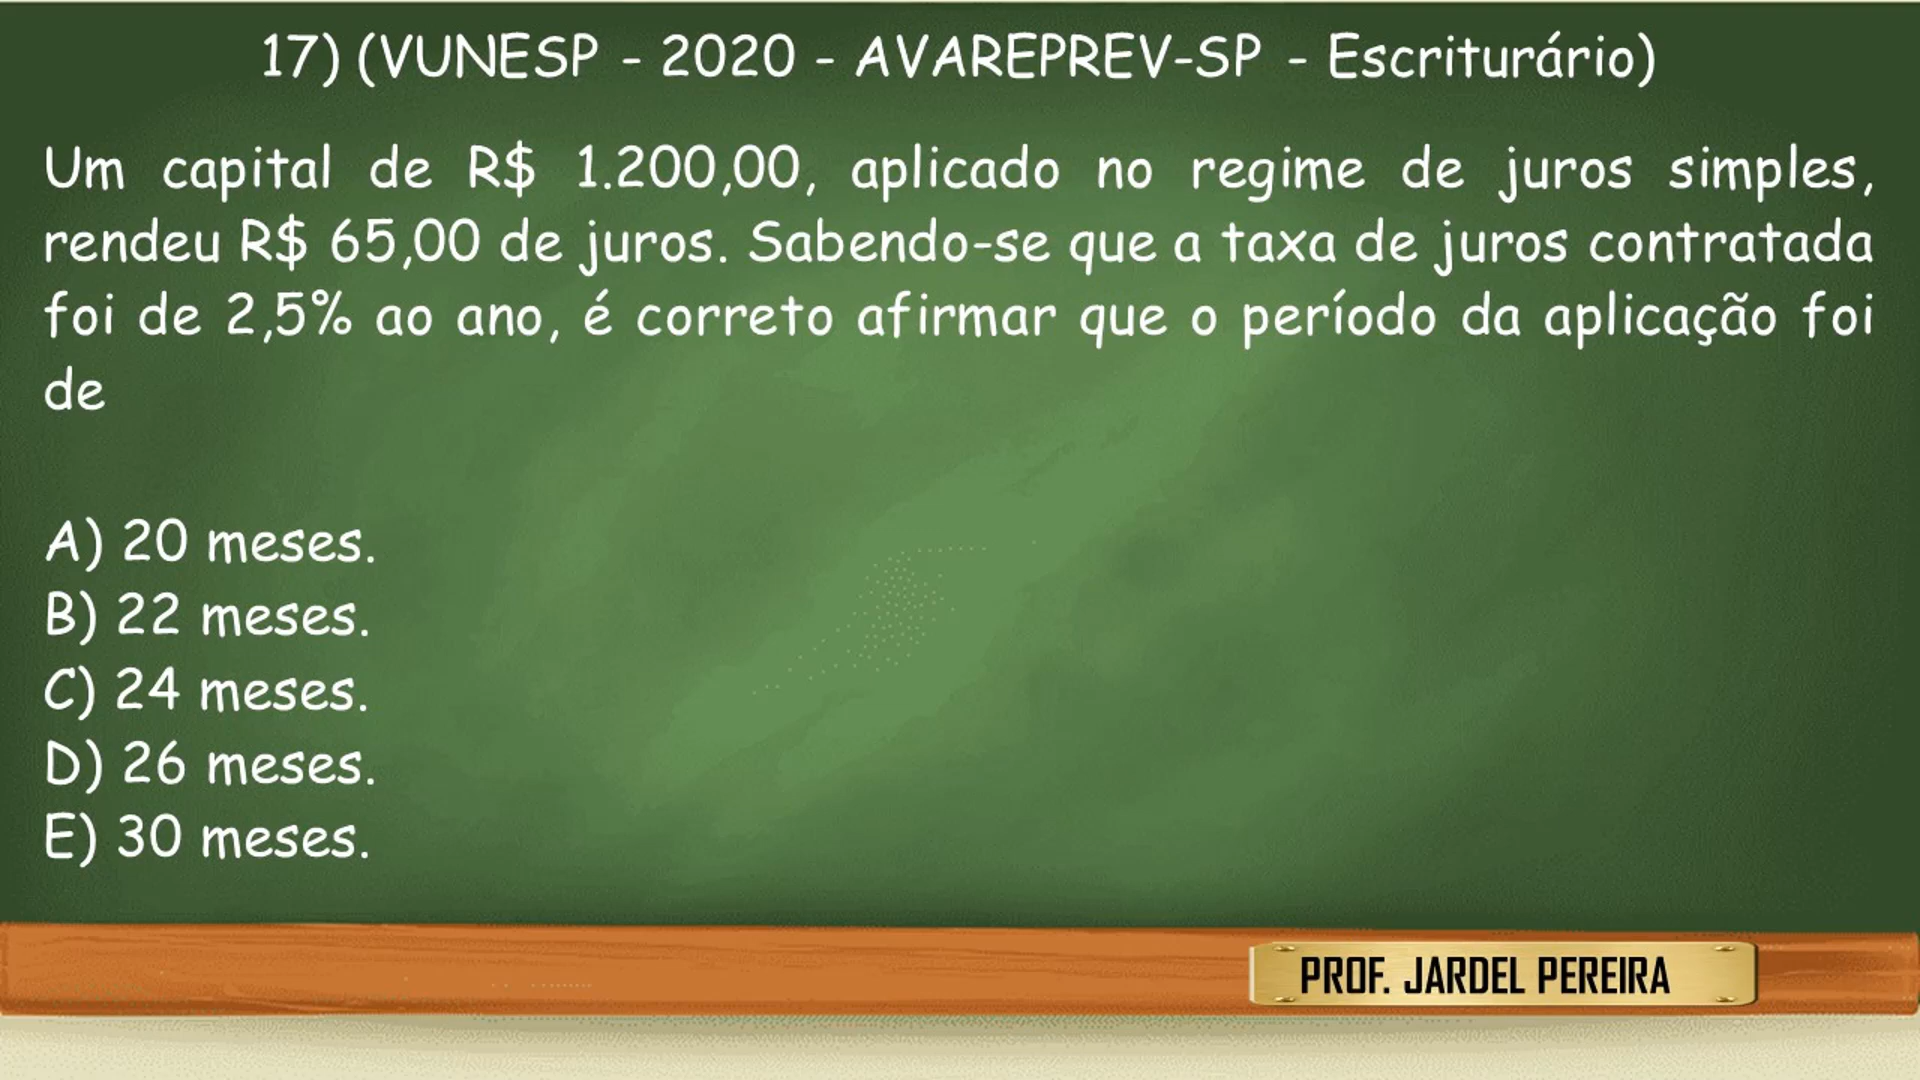 17) (VUNESP - 2020 - AVAREPREV-SP - Escriturário)
Um capital de R$ 1.200,00, aplicado no regime de juros simples,
rendeu R$ 65,00 de juros. Sabendo-se que a taxa de juros contratada
foi de 2,5% ao ano, é correto afirmar que o período da aplicação foi
de
A) 20 meses.
B) 22 meses.
C) 24 meses.
D) 26 meses.
E) 30 meses.
PROF. JARDEL PEREIRA